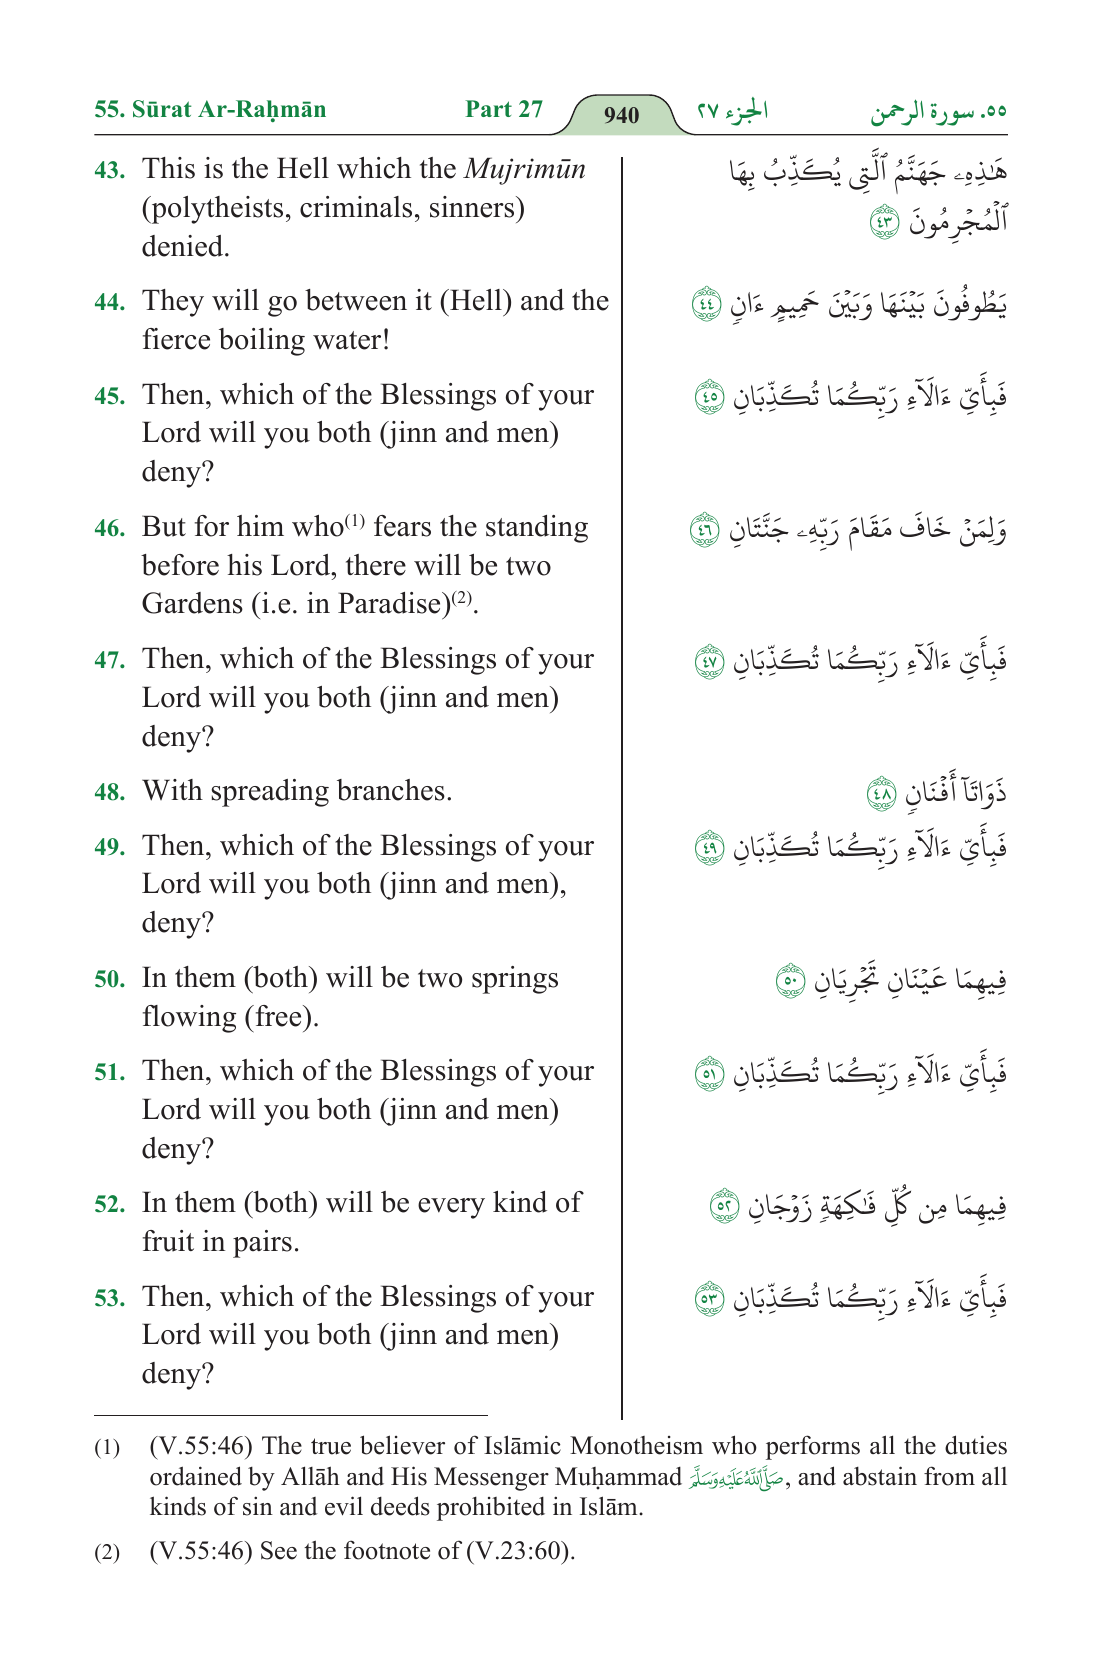 55. Sūrat Ar-Raḥmān Part 27 940 الجزء ٢٧ ٥٥. سورة الرحمن
43. This is the Hell which the Mujrimūn
(polytheists, criminals, sinners)
denied.
هَٰذِهِۦ جَهَنَّمُ ٱلَّتِى يُكَذِّبُ بِهَا
ٱلْمُجْرِمُونَ ٤٣
44. They will go between it (Hell) and the
fierce boiling water!
يَطُوفُونَ بَيْنَهَا وَبَيْنَ حَمِيمٍ ءَانٍ ٤٤
45. Then, which of the Blessings of your
Lord will you both (jinn and men)
deny?
فَبِأَىِّ ءَالَآءِ رَبِّكُمَا تُكَذِّبَانِ ٤٥
46. But for him who(1) fears the standing
before his Lord, there will be two
Gardens (i.e. in Paradise)(2).
وَلِمَنْ خَافَ مَقَامَ رَبِّهِۦ جَنَّتَانِ ٤٦
47. Then, which of the Blessings of your
Lord will you both (jinn and men)
deny?
فَبِأَىِّ ءَالَآءِ رَبِّكُمَا تُكَذِّبَانِ ٤٧
48. With spreading branches.
ذَوَاتَآ أَفْنَانٍ ٤٨
49. Then, which of the Blessings of your
Lord will you both (jinn and men),
deny?
فَبِأَىِّ ءَالَآءِ رَبِّكُمَا تُكَذِّبَانِ ٤٩
50. In them (both) will be two springs
flowing (free).
فِيهِمَا عَيْنَانِ تَجْرِيَانِ ٥٠
51. Then, which of the Blessings of your
Lord will you both (jinn and men)
deny?
فَبِأَىِّ ءَالَآءِ رَبِّكُمَا تُكَذِّبَانِ ٥١
52. In them (both) will be every kind of
fruit in pairs.
فِيهِمَا مِن كُلِّ فَٰكِهَةٍ زَوْجَانِ ٥٢
53. Then, which of the Blessings of your
Lord will you both (jinn and men)
deny?
فَبِأَىِّ ءَالَآءِ رَبِّكُمَا تُكَذِّبَانِ ٥٣
(1) (V.55:46) The true believer of Islāmic Monotheism who performs all the duties
ordained by Allāh and His Messenger Muḥammad صَلَّى اللَّهُ عَلَيْهِ وَسَلَّمَ, and abstain from all
kinds of sin and evil deeds prohibited in Islām.
(2) (V.55:46) See the footnote of (V.23:60).